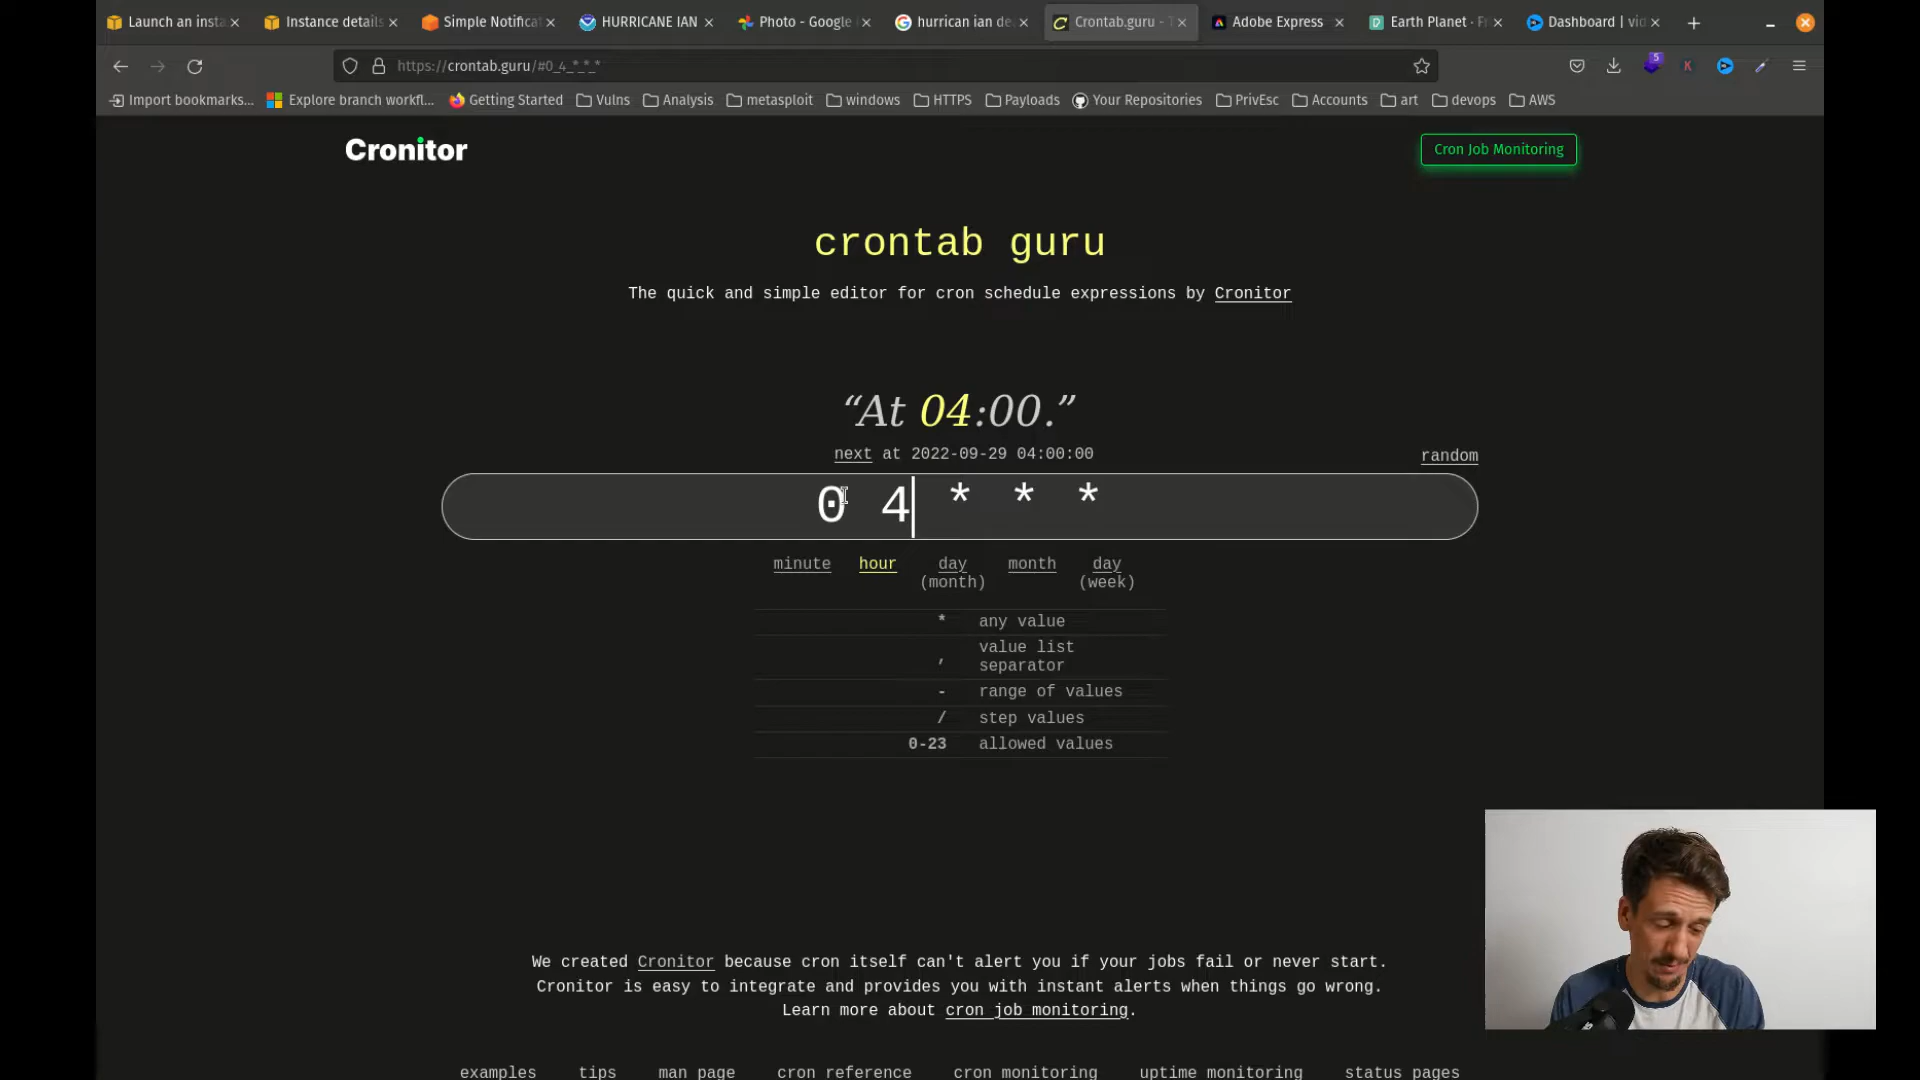 Launch an insta
Instance details
Simple Notificat
HURRICANE IAN
Photo - Google
hurrican ian de
Crontab.guru - T
Adobe Express
Earth Planet · Fr
Dashboard | vid
https://crontab.guru/#0_4_*_*_*
5
K
Import bookmarks...
Explore branch workfl...
Getting Started
Vulns
Analysis
metasploit
windows
HTTPS
Payloads
Your Repositories
PrivEsc
Accounts
art
devops
AWS
Cronitor
Cron Job Monitoring
crontab guru
The quick and simple editor for cron schedule expressions by Cronitor
“At 04:00.”
next at 2022-09-29 04:00:00
random
0 4 * * *
minute hour day (month) month day (week)
* any value
, value list separator
- range of values
/ step values
0-23 allowed values
We created Cronitor because cron itself can't alert you if your jobs fail or never start.
Cronitor is easy to integrate and provides you with instant alerts when things go wrong.
Learn more about cron job monitoring.
examples tips man page cron reference cron monitoring uptime monitoring status pages